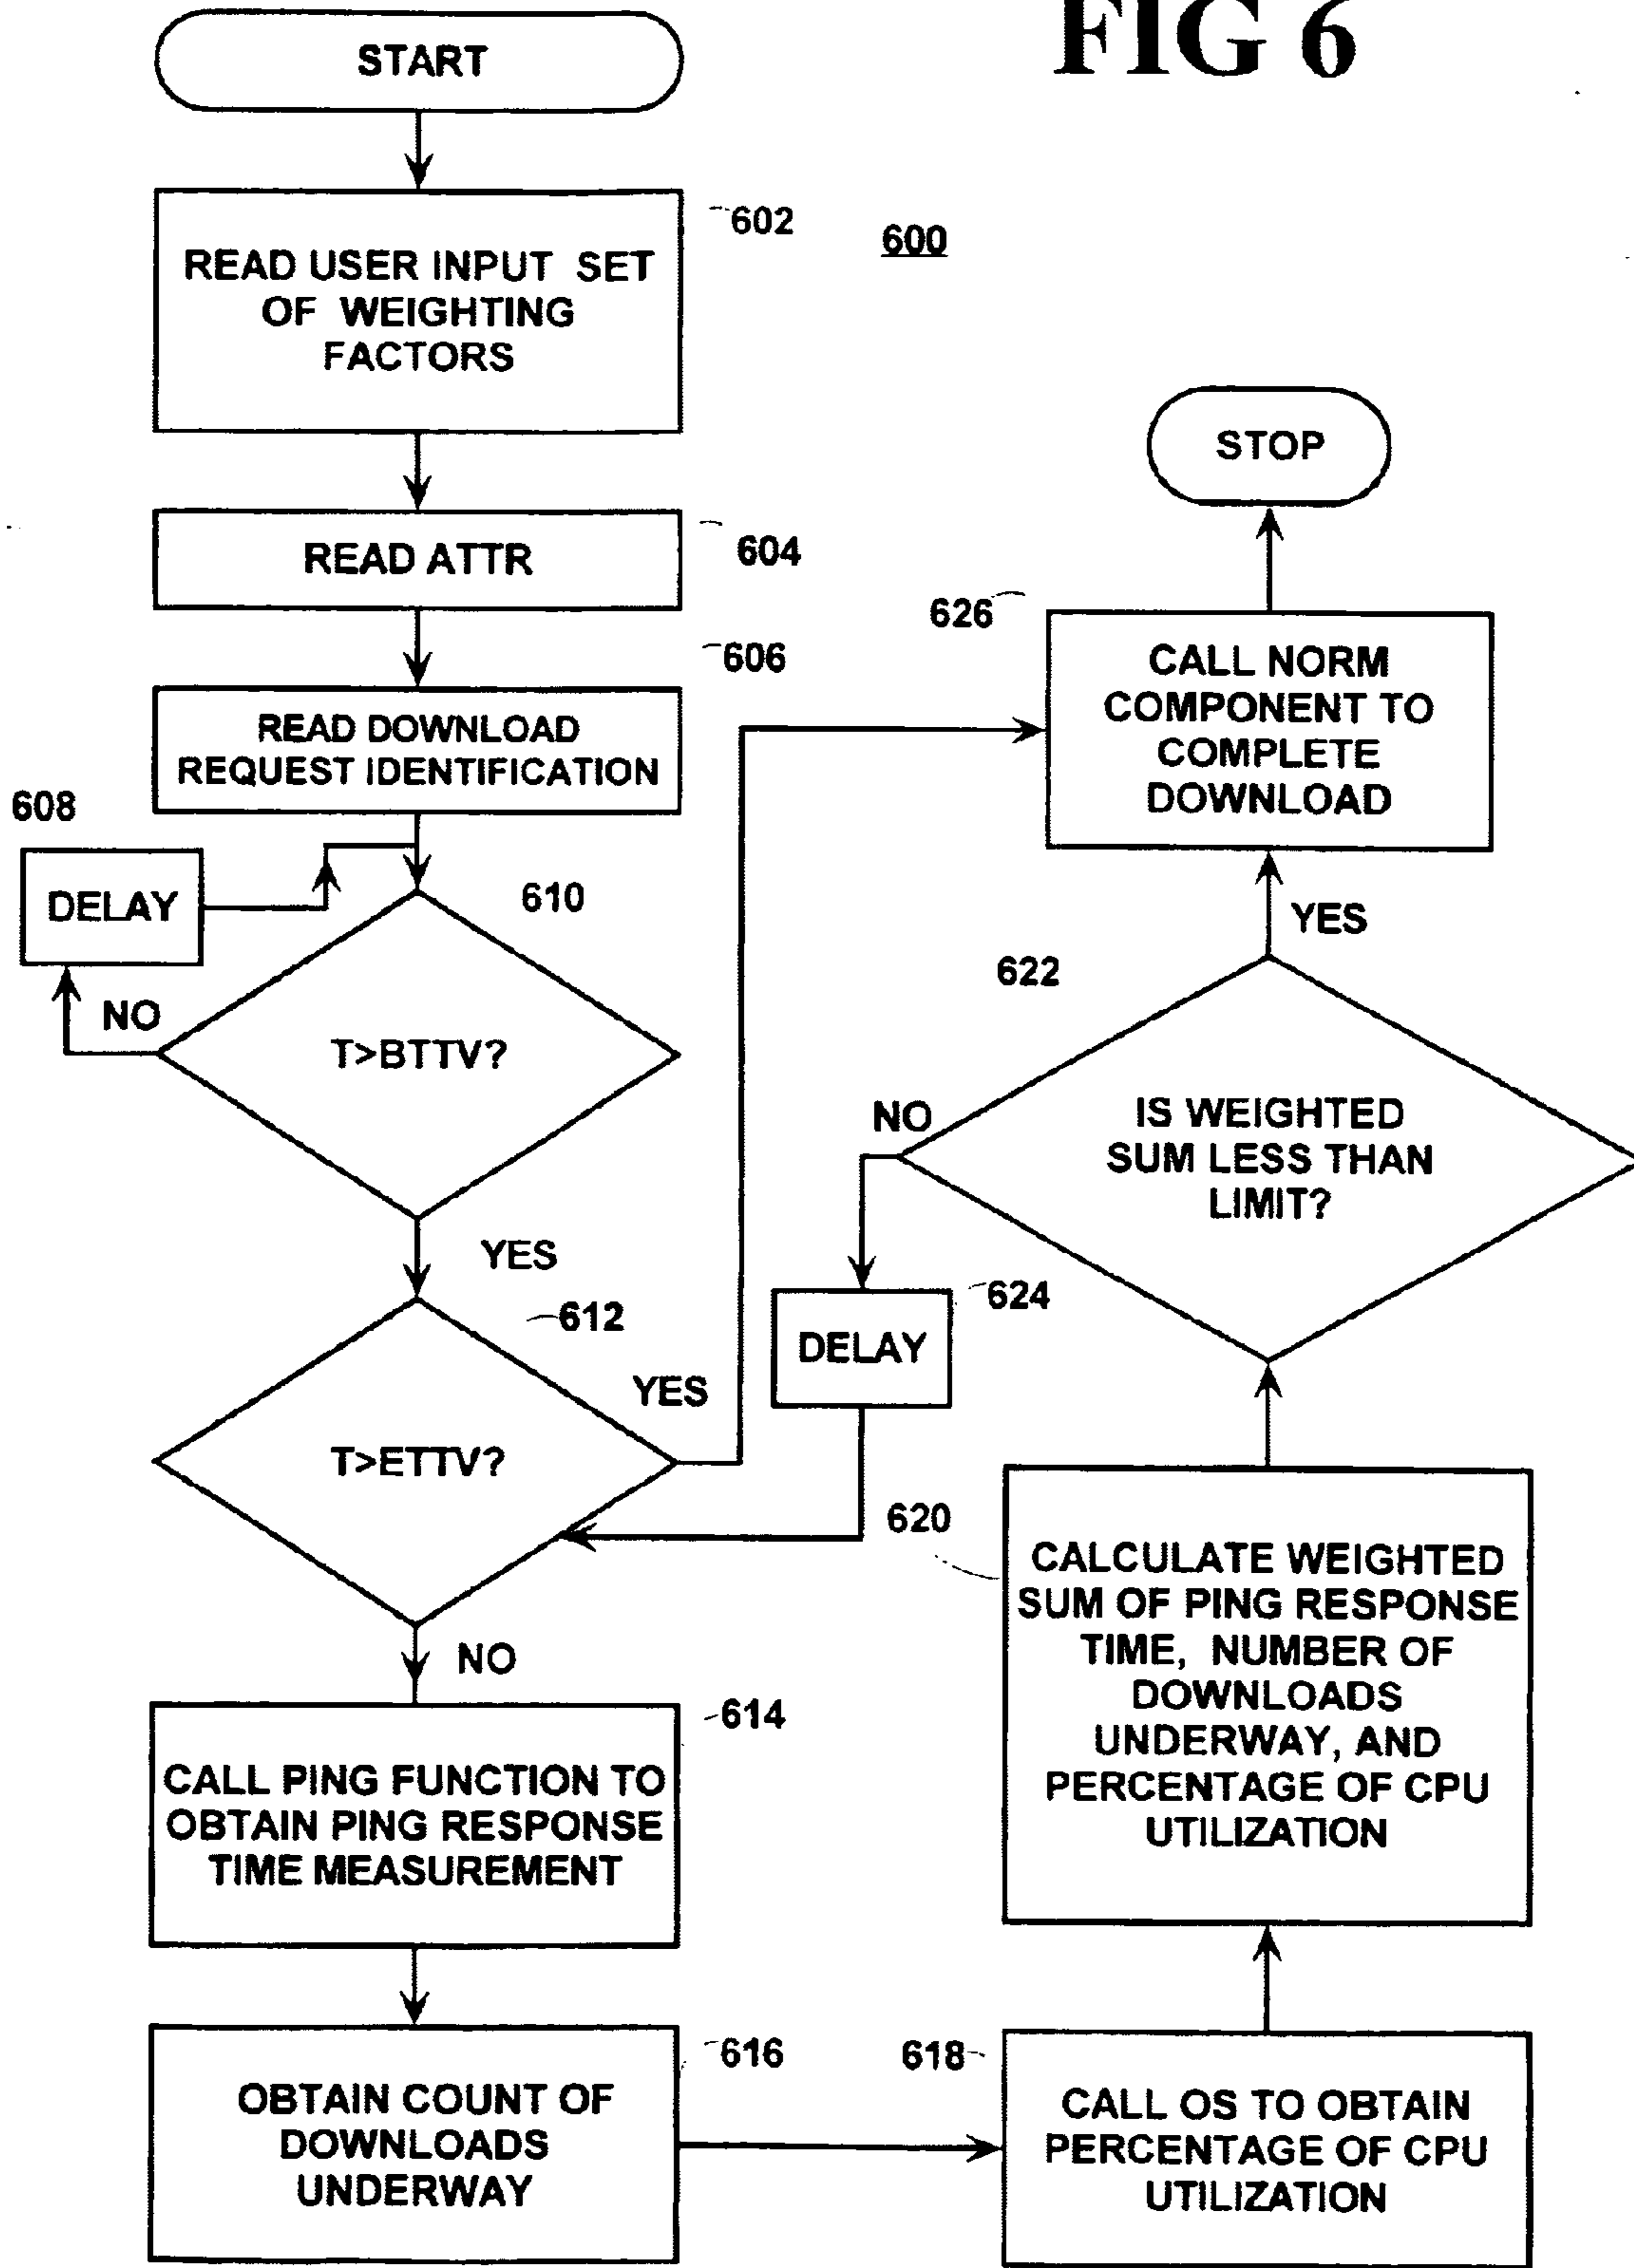 FIG 6
START
602
600
READ USER INPUT SET
OF WEIGHTING
FACTORS
READ ATTR
604
606
READ DOWNLOAD
REQUEST IDENTIFICATION
608
DELAY
610
NO
T>BTTV?
YES
612
YES
T>ETTV?
NO
614
CALL PING FUNCTION TO
OBTAIN PING RESPONSE
TIME MEASUREMENT
616
OBTAIN COUNT OF
DOWNLOADS
UNDERWAY
618
CALL OS TO OBTAIN
PERCENTAGE OF CPU
UTILIZATION
620
CALCULATE WEIGHTED
SUM OF PING RESPONSE
TIME, NUMBER OF
DOWNLOADS
UNDERWAY, AND
PERCENTAGE OF CPU
UTILIZATION
622
IS WEIGHTED
SUM LESS THAN
LIMIT?
NO
624
DELAY
YES
626
CALL NORM
COMPONENT TO
COMPLETE
DOWNLOAD
STOP